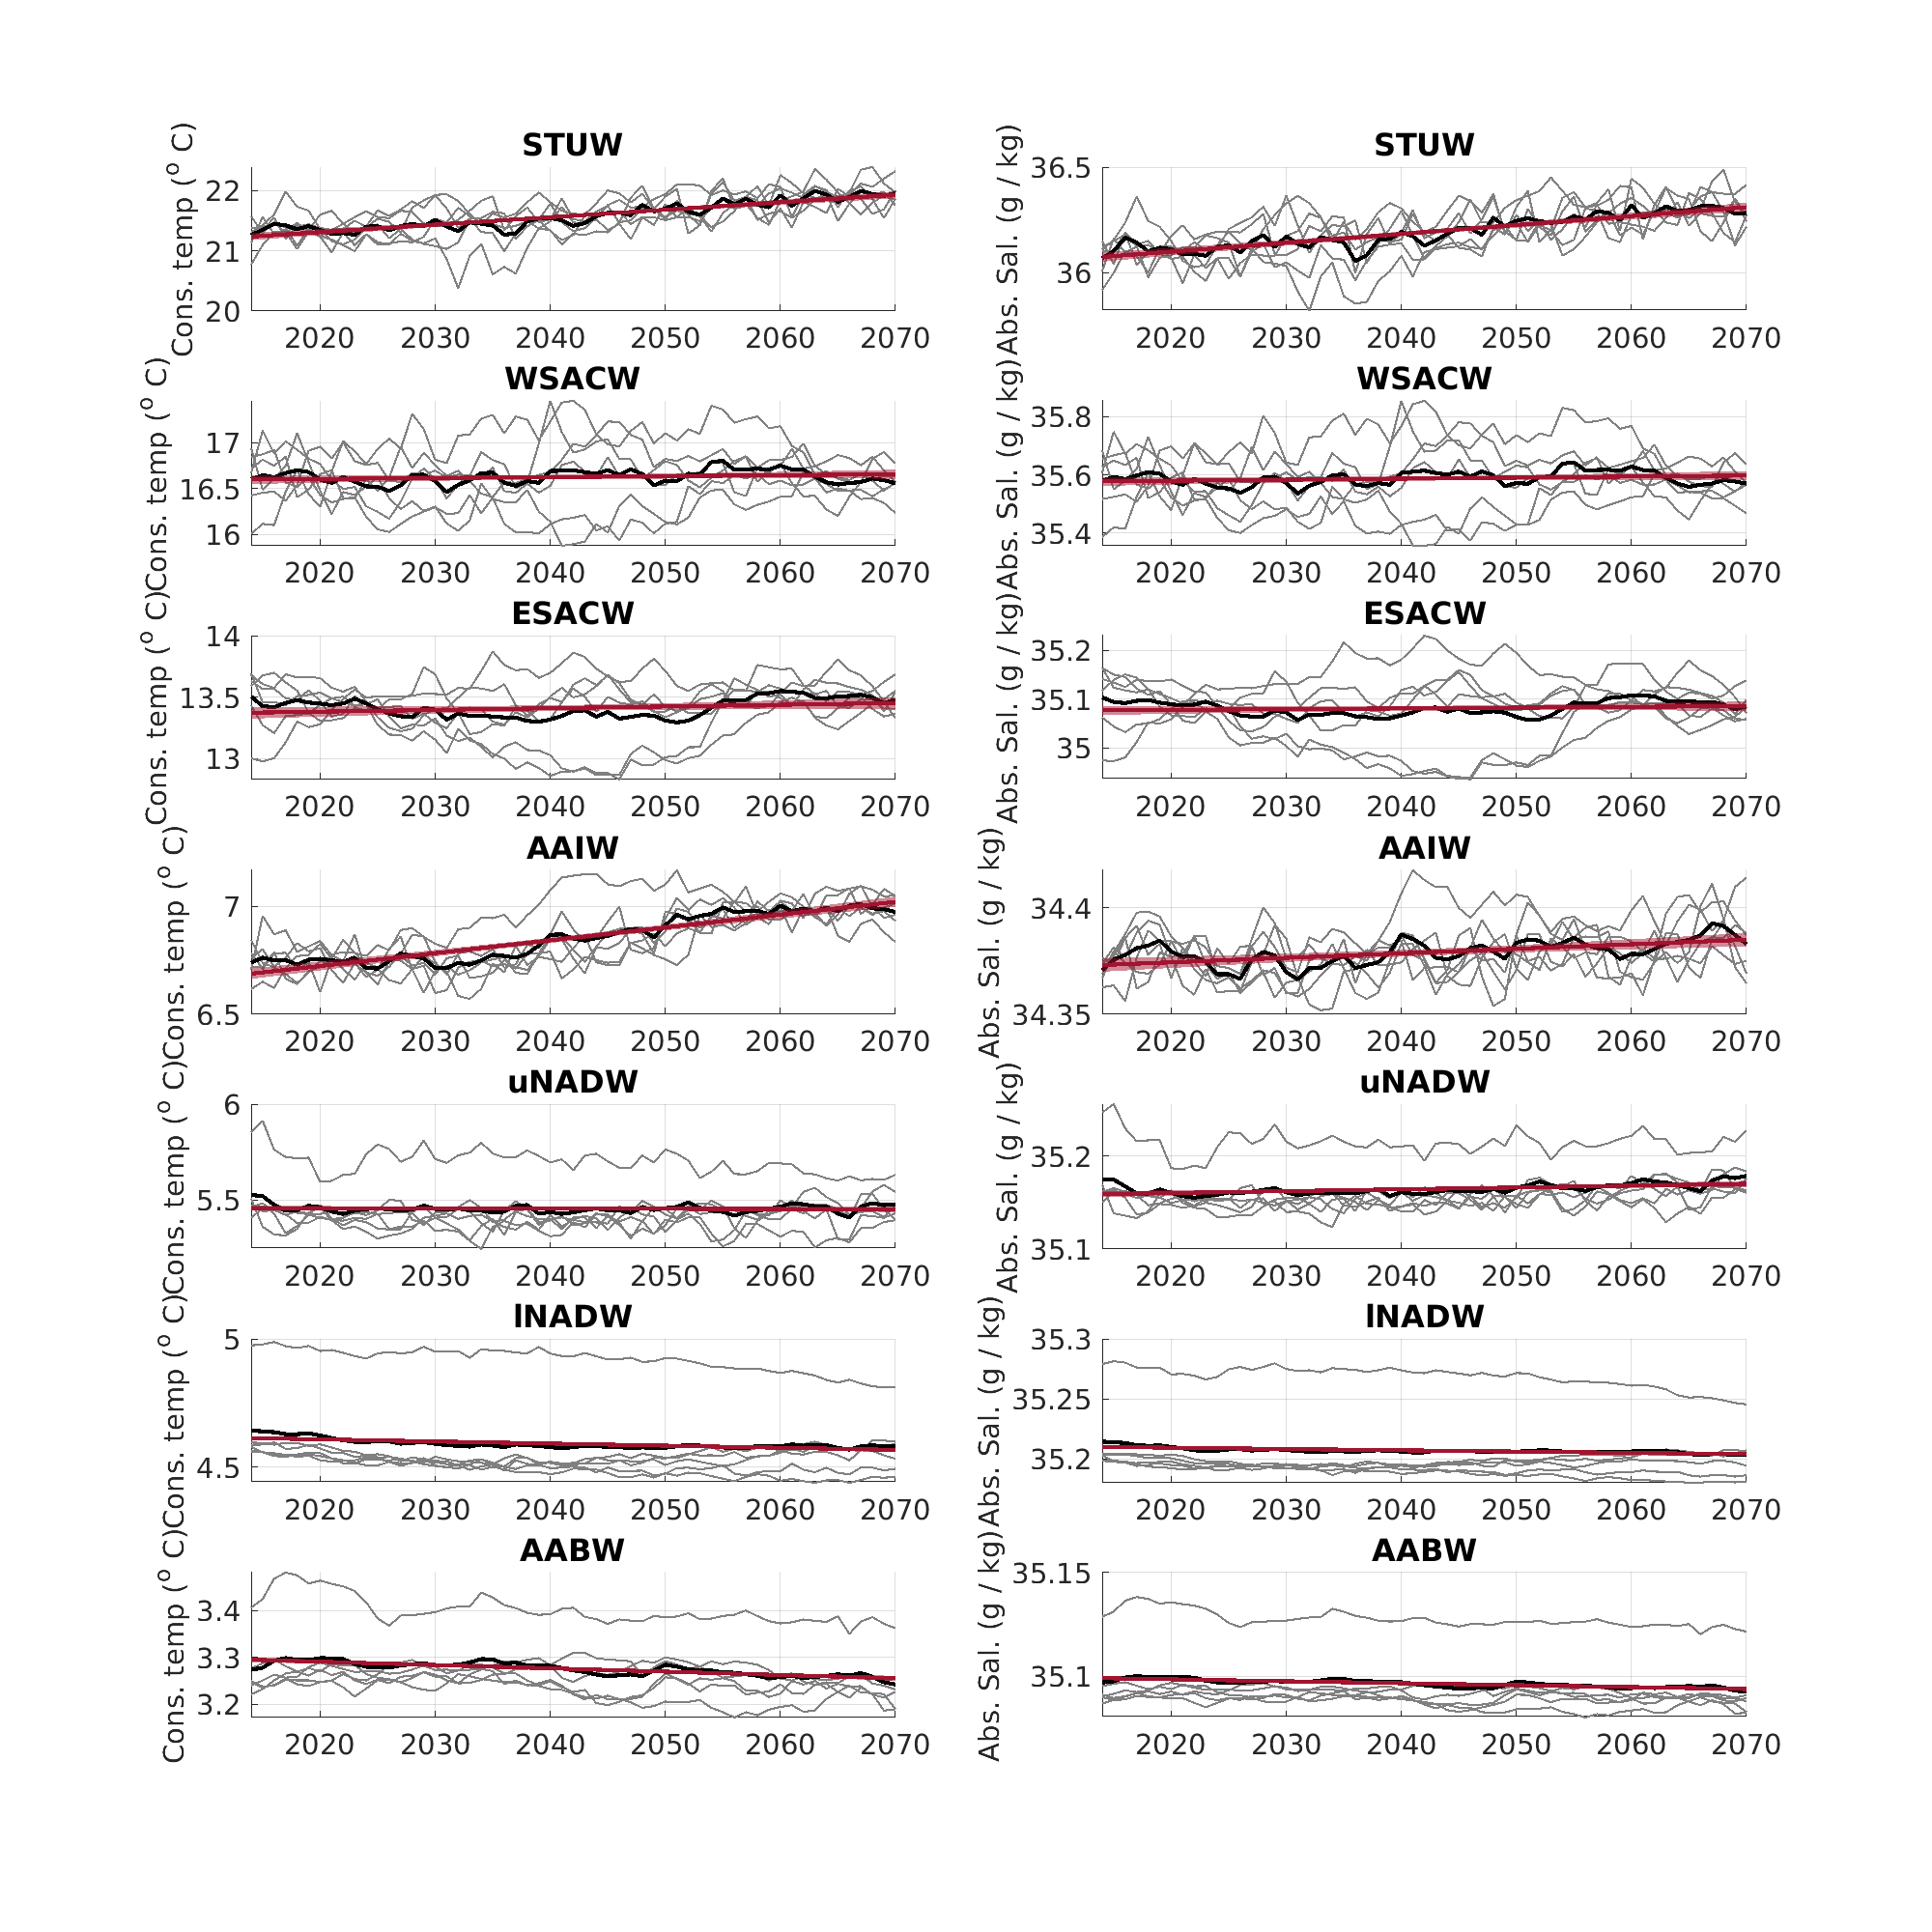 STUW
Cons. temp (° C)
22
21
20
2020 2030 2040 2050 2060 2070
STUW
Abs. Sal. (g / kg)
36.5
36
2020 2030 2040 2050 2060 2070
WSACW
Cons. temp (° C)
17
16.5
16
2020 2030 2040 2050 2060 2070
WSACW
Abs. Sal. (g / kg)
35.8
35.6
35.4
2020 2030 2040 2050 2060 2070
ESACW
Cons. temp (° C)
14
13.5
13
2020 2030 2040 2050 2060 2070
ESACW
Abs. Sal. (g / kg)
35.2
35.1
35
2020 2030 2040 2050 2060 2070
AAIW
Cons. temp (° C)
7
6.5
2020 2030 2040 2050 2060 2070
AAIW
Abs. Sal. (g / kg)
34.4
34.35
2020 2030 2040 2050 2060 2070
uNADW
Cons. temp (° C)
6
5.5
2020 2030 2040 2050 2060 2070
uNADW
Abs. Sal. (g / kg)
35.2
35.1
2020 2030 2040 2050 2060 2070
lNADW
Cons. temp (° C)
5
4.5
2020 2030 2040 2050 2060 2070
lNADW
Abs. Sal. (g / kg)
35.3
35.25
35.2
2020 2030 2040 2050 2060 2070
AABW
Cons. temp (° C)
3.4
3.3
3.2
2020 2030 2040 2050 2060 2070
AABW
Abs. Sal. (g / kg)
35.15
35.1
2020 2030 2040 2050 2060 2070